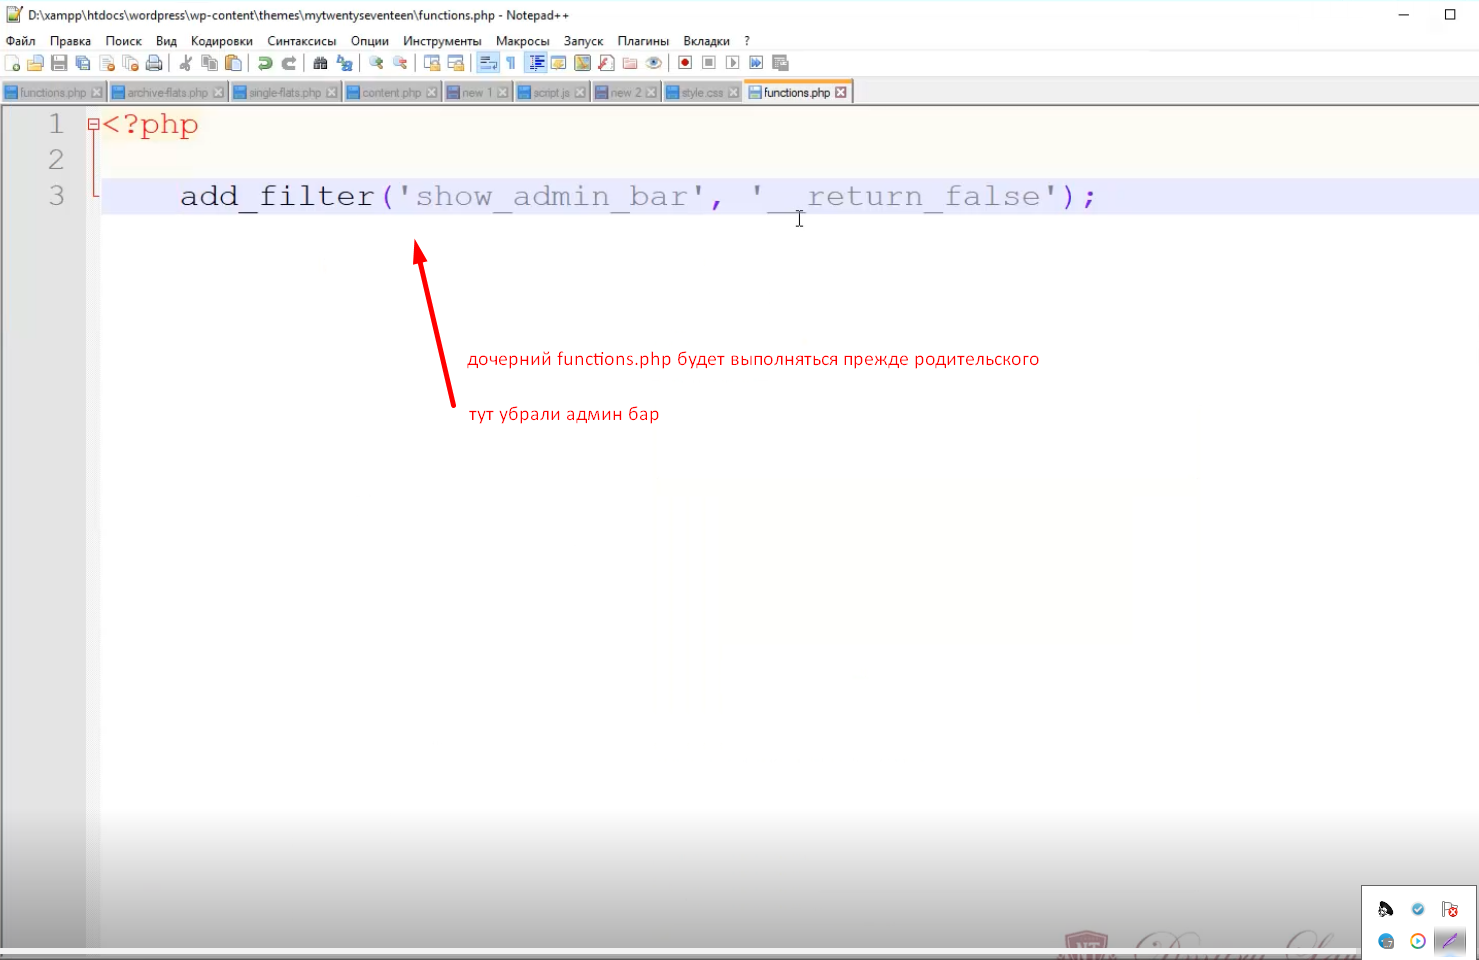 D:\xampp\htdocs\wordpress\wp-content\themes\mytwentyseventeen\functions.php - Notepad++
Файл Правка Поиск Вид Кодировки Синтаксисы Опции Инструменты Макросы Запуск Плагины Вкладки ?
functions.php archive-flats.php single-flats.php content.php new 1 script.js new 2 style.css functions.php
1 <?php
2
3 add_filter('show_admin_bar', '__return_false');
дочерний functions.php будет выполняться прежде родительского
тут убрали админ бар